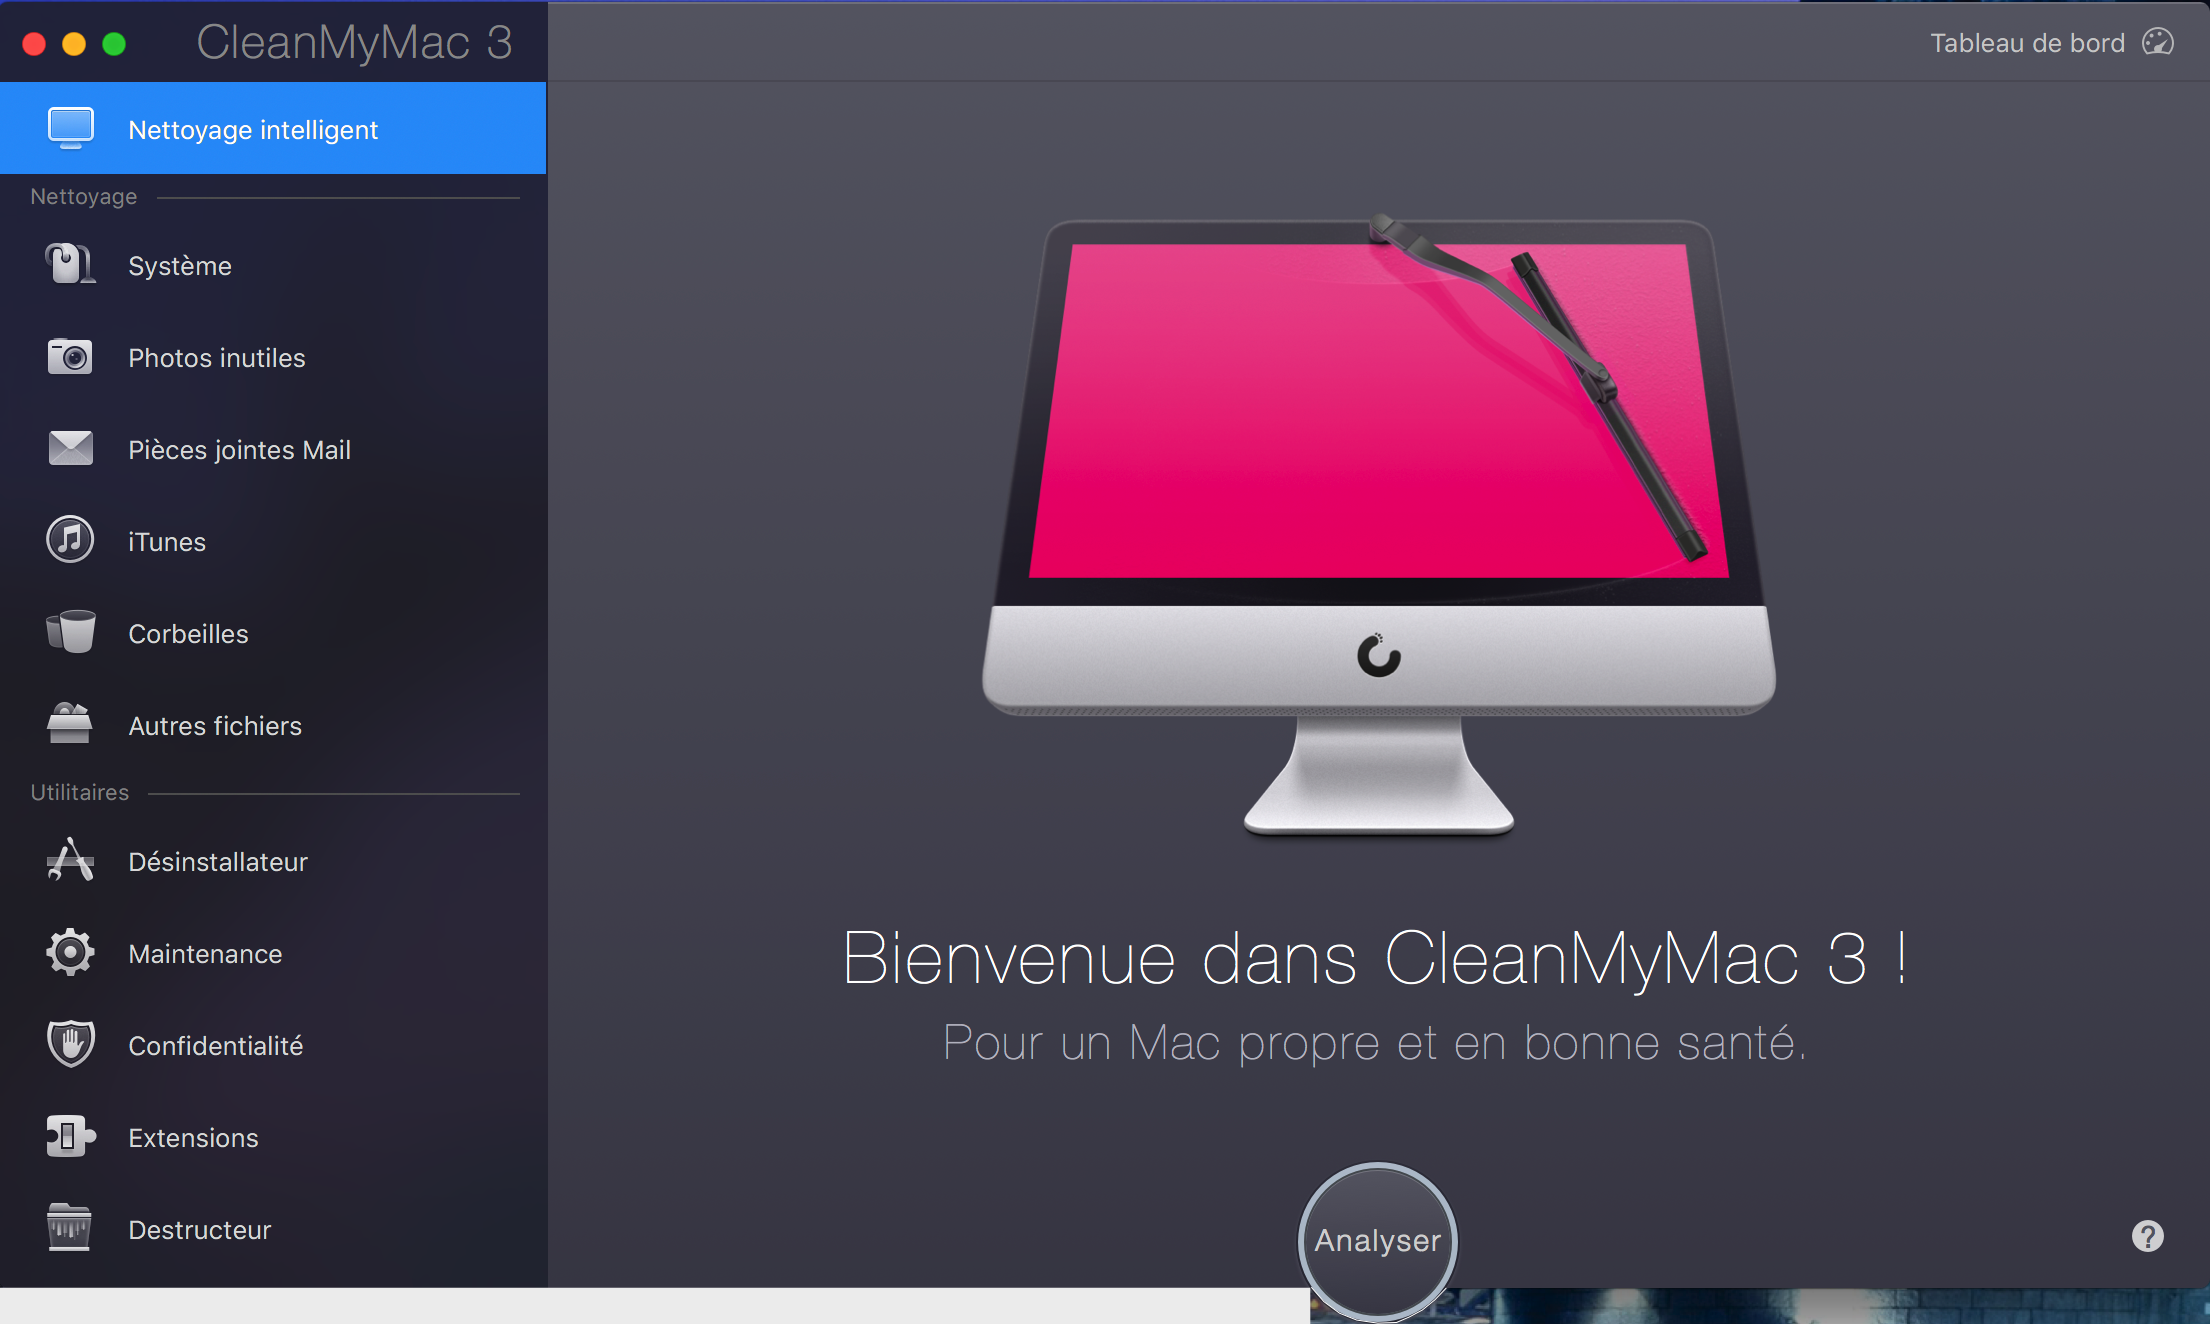 CleanMyMac 3
Tableau de bord
Nettoyage intelligent
Nettoyage
Système
Photos inutiles
Pièces jointes Mail
iTunes
Corbeilles
Autres fichiers
Utilitaires
Désinstallateur
Maintenance
Confidentialité
Extensions
Destructeur
Bienvenue dans CleanMyMac 3 !
Pour un Mac propre et en bonne santé.
Analyser
?